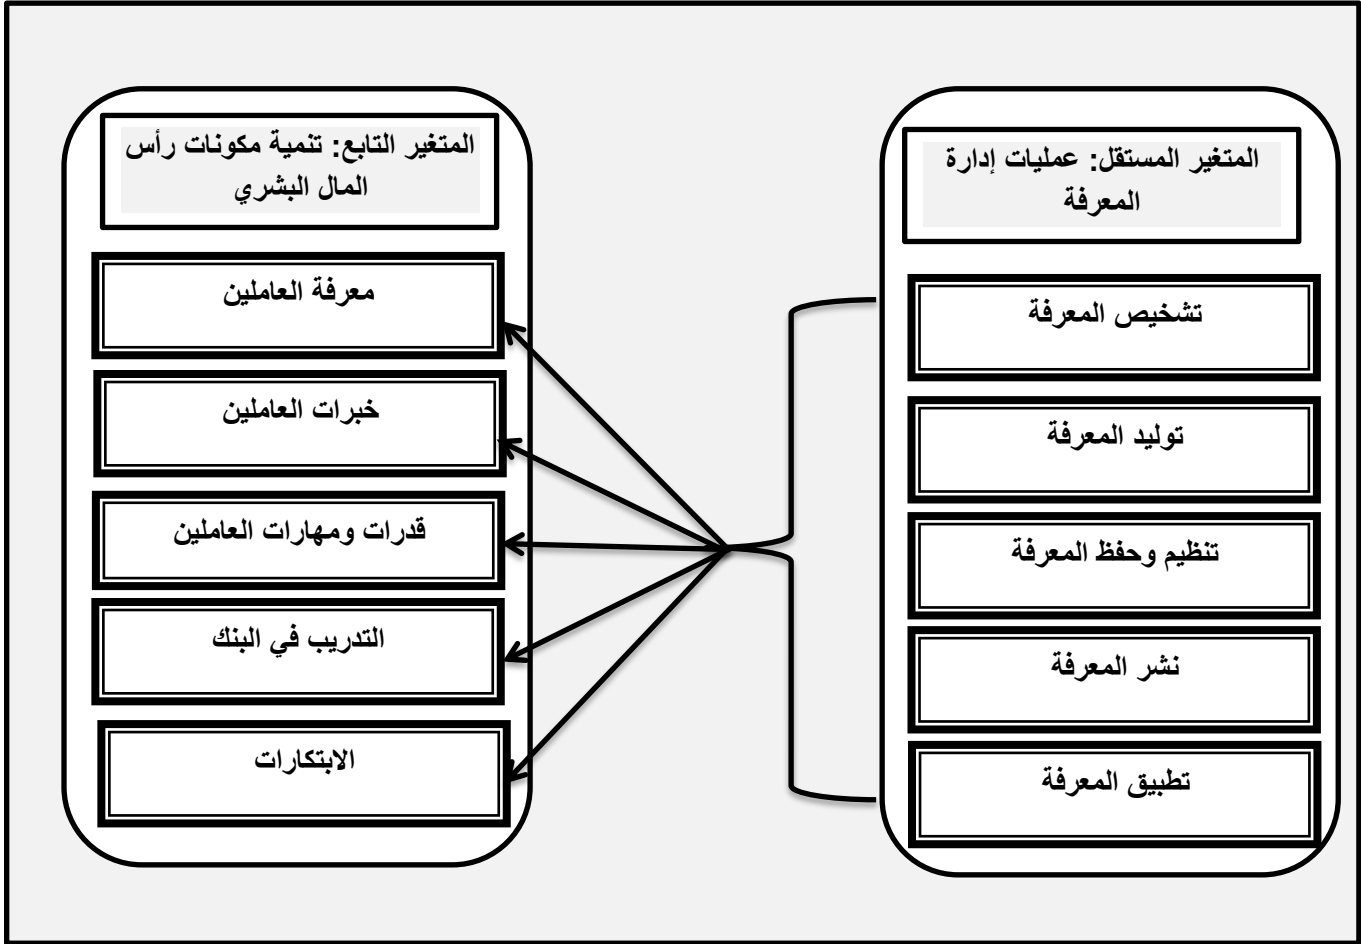 المتغير المستقل: عمليات إدارة
المعرفة
تشخيص المعرفة
توليد المعرفة
تنظيم وحفظ المعرفة
نشر المعرفة
تطبيق المعرفة
المتغير التابع: تنمية مكونات رأس
المال البشري
معرفة العاملين
خبرات العاملين
قدرات ومهارات العاملين
التدريب في البنك
الابتكارات